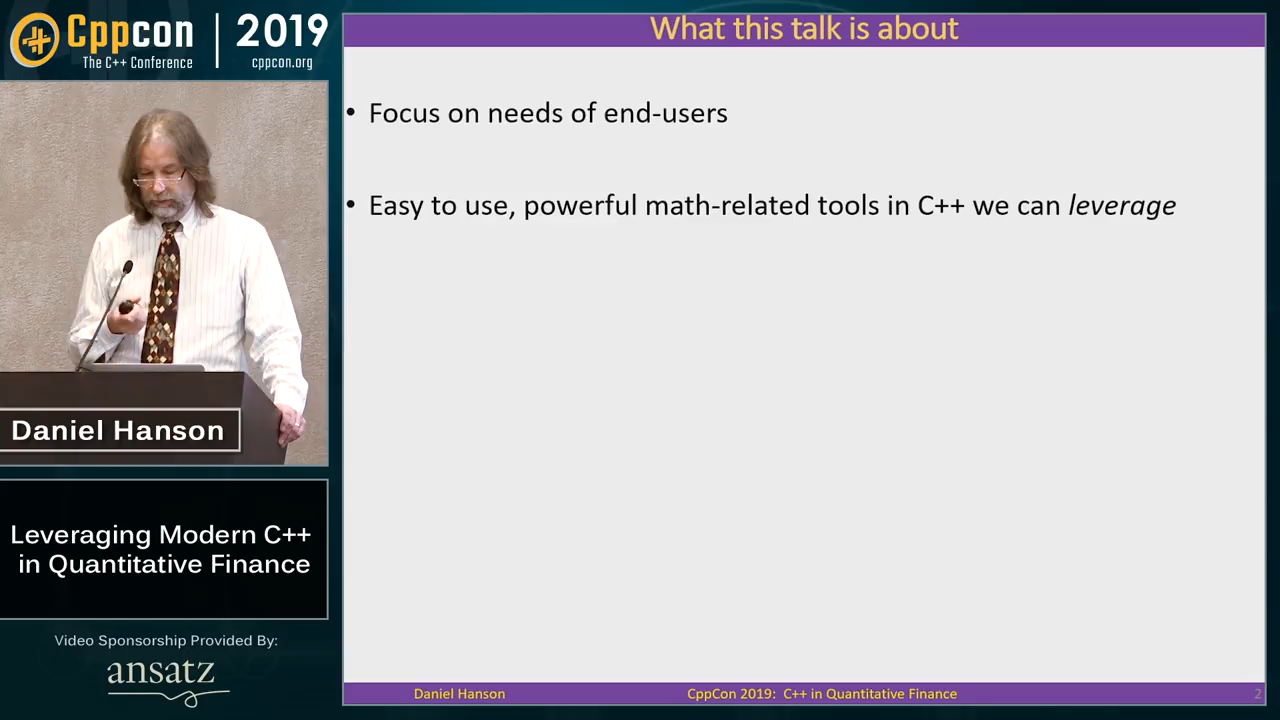 Cppcon
The C++ Conference
2019
cppcon.org
Daniel Hanson
Leveraging Modern C++
in Quantitative Finance
Video Sponsorship Provided By:
ansatz
What this talk is about
• Focus on needs of end-users
• Easy to use, powerful math-related tools in C++ we can leverage
Daniel Hanson
CppCon 2019: C++ in Quantitative Finance
2